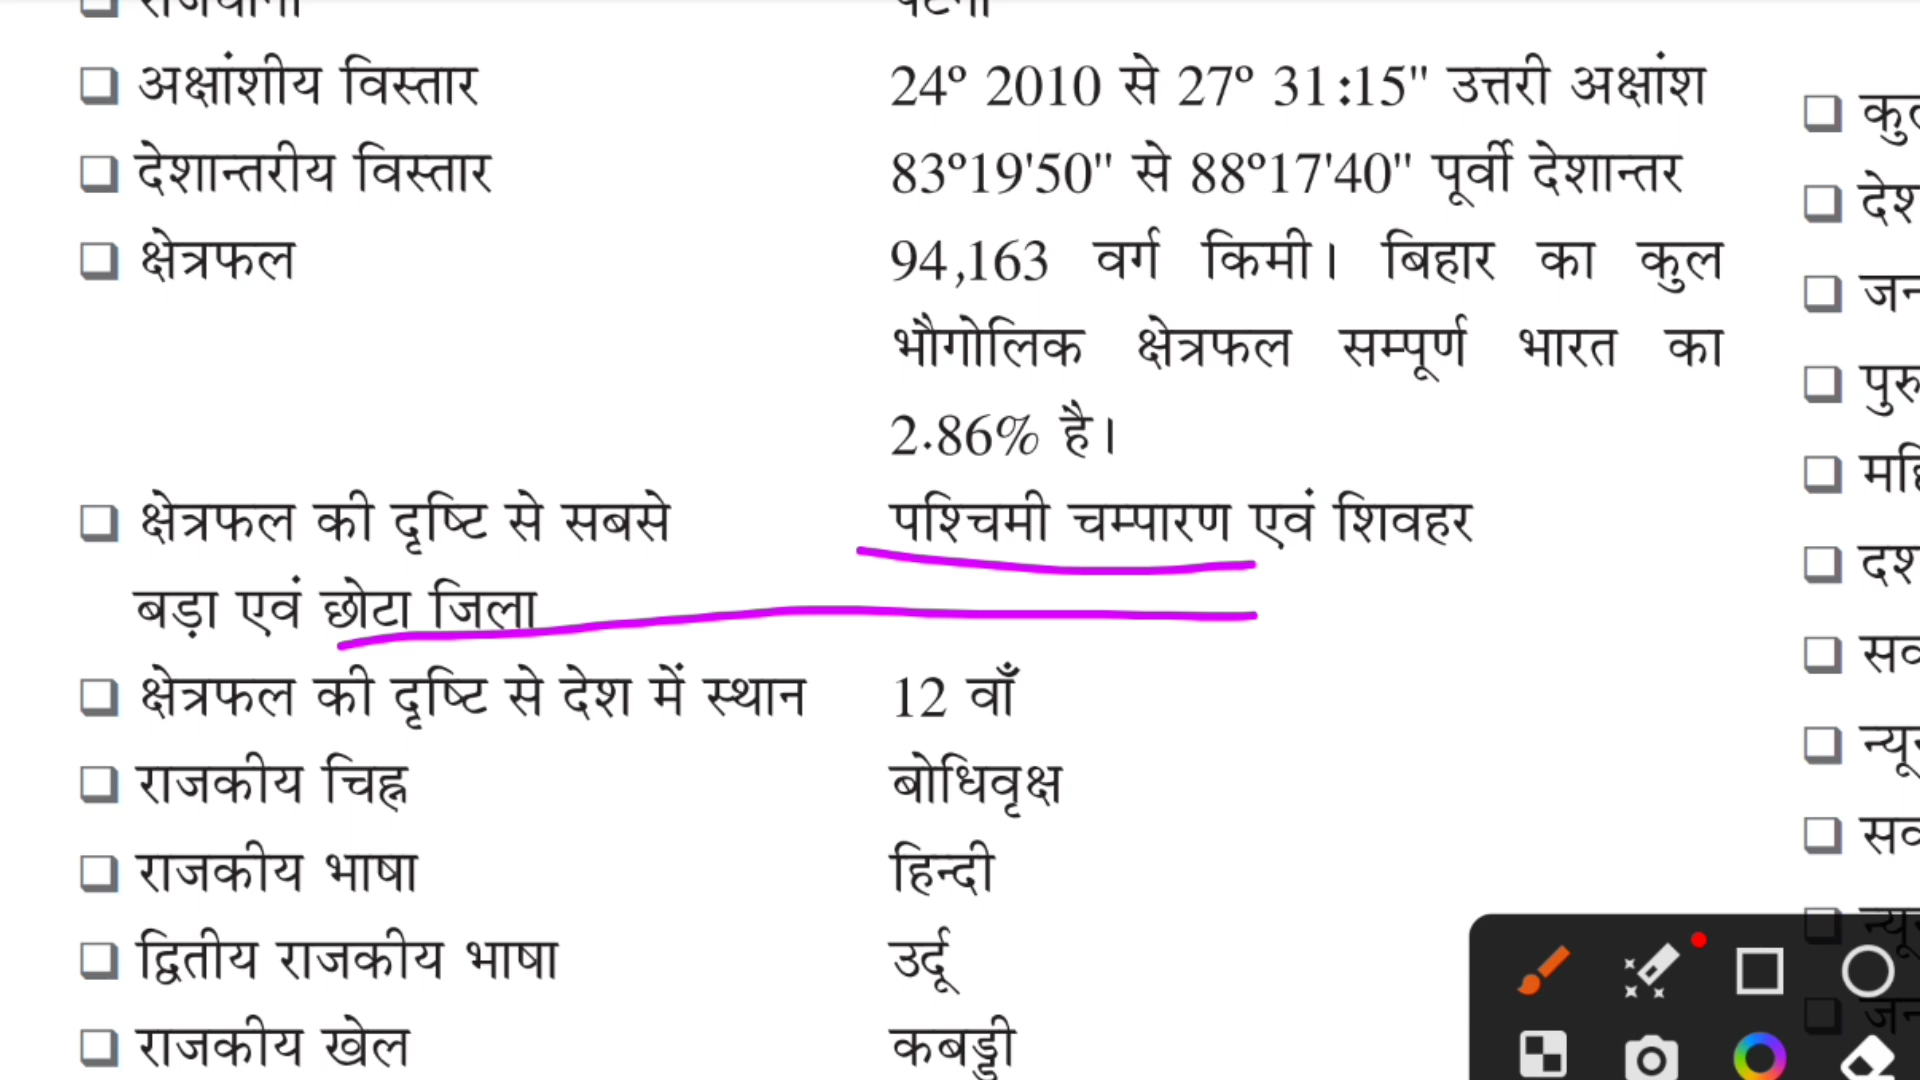 राजधानी पटना
अक्षांशीय विस्तार 24º 2010 से 27º 31:15" उत्तरी अक्षांश
देशान्तरीय विस्तार 83º19'50" से 88º17'40" पूर्वी देशान्तर
क्षेत्रफल 94,163 वर्ग किमी। बिहार का कुल
भौगोलिक क्षेत्रफल सम्पूर्ण भारत का
2.86% है।
क्षेत्रफल की दृष्टि से सबसे पश्चिमी चम्पारण एवं शिवहर
बड़ा एवं छोटा जिला
क्षेत्रफल की दृष्टि से देश में स्थान 12 वाँ
राजकीय चिह्न बोधिवृक्ष
राजकीय भाषा हिन्दी
द्वितीय राजकीय भाषा उर्दू
राजकीय खेल कबड्डी